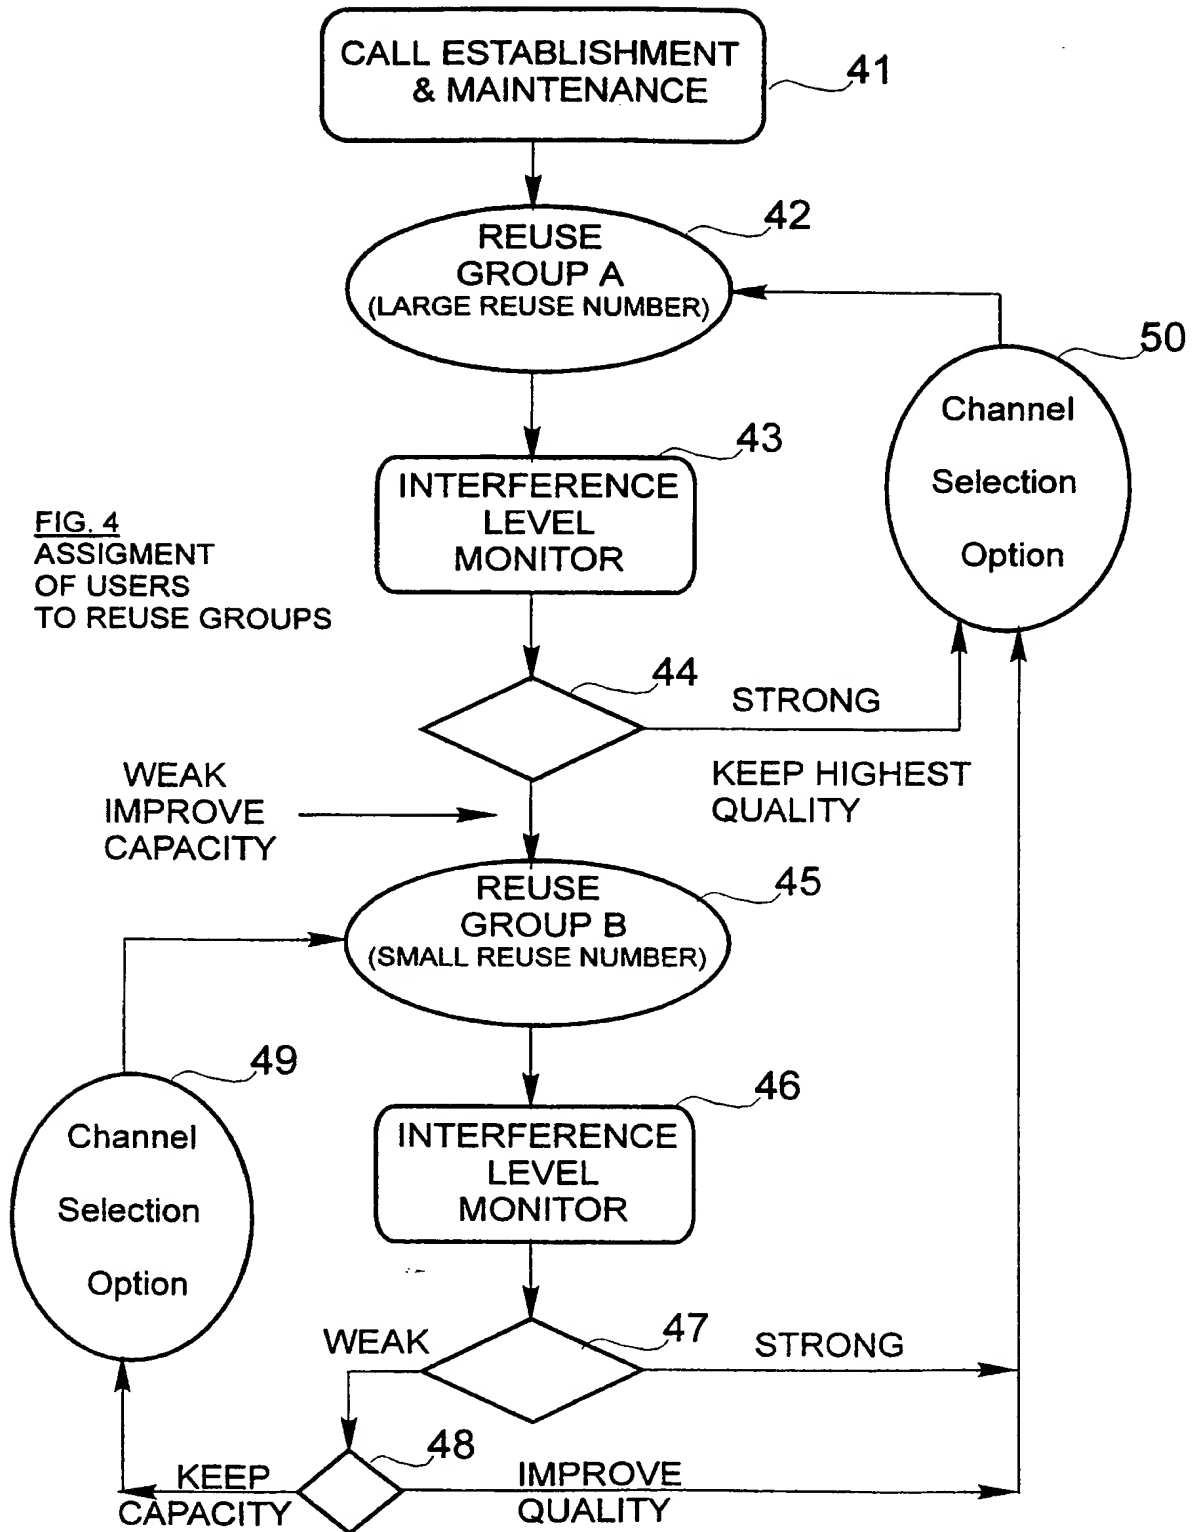 CALL ESTABLISHMENT
& MAINTENANCE
41
42
REUSE
GROUP A
(LARGE REUSE NUMBER)
50
Channel
Selection
Option
43
INTERFERENCE
LEVEL
MONITOR
FIG. 4
ASSIGMENT
OF USERS
TO REUSE GROUPS
44
STRONG
KEEP HIGHEST
QUALITY
WEAK
IMPROVE
CAPACITY
45
REUSE
GROUP B
(SMALL REUSE NUMBER)
49
Channel
Selection
Option
46
INTERFERENCE
LEVEL
MONITOR
WEAK
47
STRONG
48
KEEP
CAPACITY
IMPROVE
QUALITY